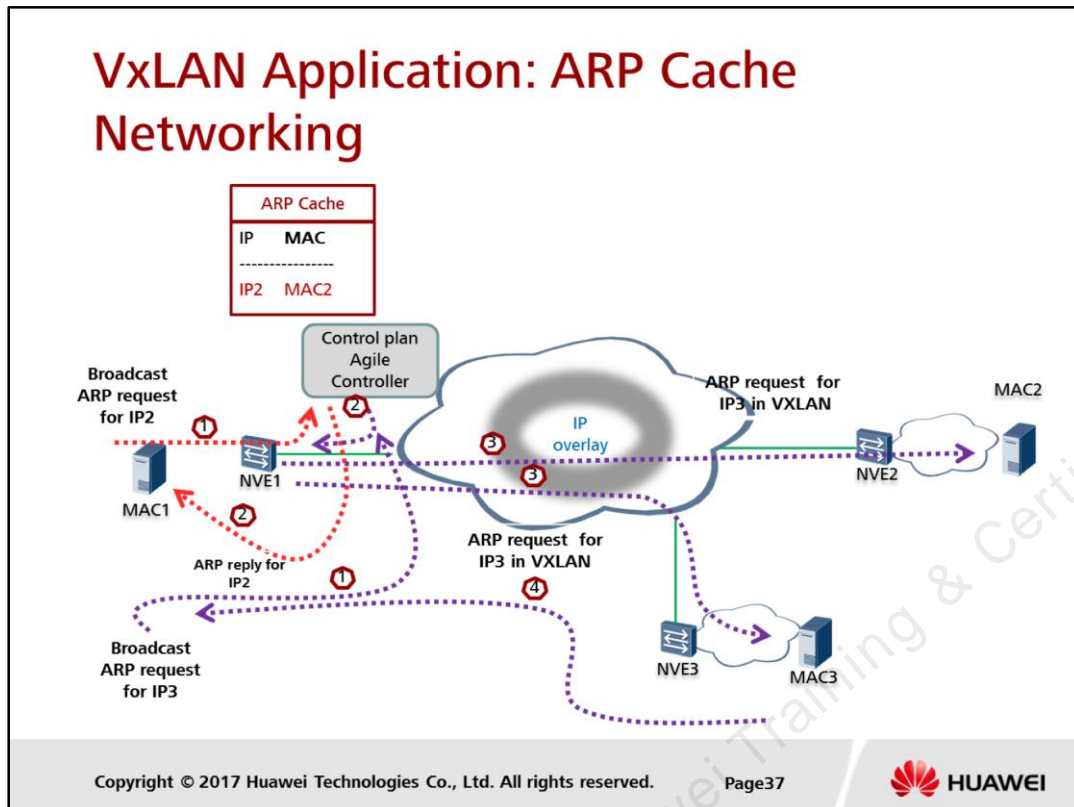 VxLAN Application: ARP Cache
Networking
ARP Cache
IP MAC
----------------
IP2 MAC2
Control plan
Agile
Controller
Broadcast
ARP request
for IP2
1
2
NVE1
MAC1
2
ARP reply for
IP2
1
Broadcast
ARP request
for IP3
3
3
IP
overlay
ARP request for
IP3 in VXLAN
MAC2
NVE2
ARP request for
IP3 in VXLAN
4
NVE3
MAC3
Copyright © 2017 Huawei Technologies Co., Ltd. All rights reserved.
Page37
HUAWEI
Training & Certi